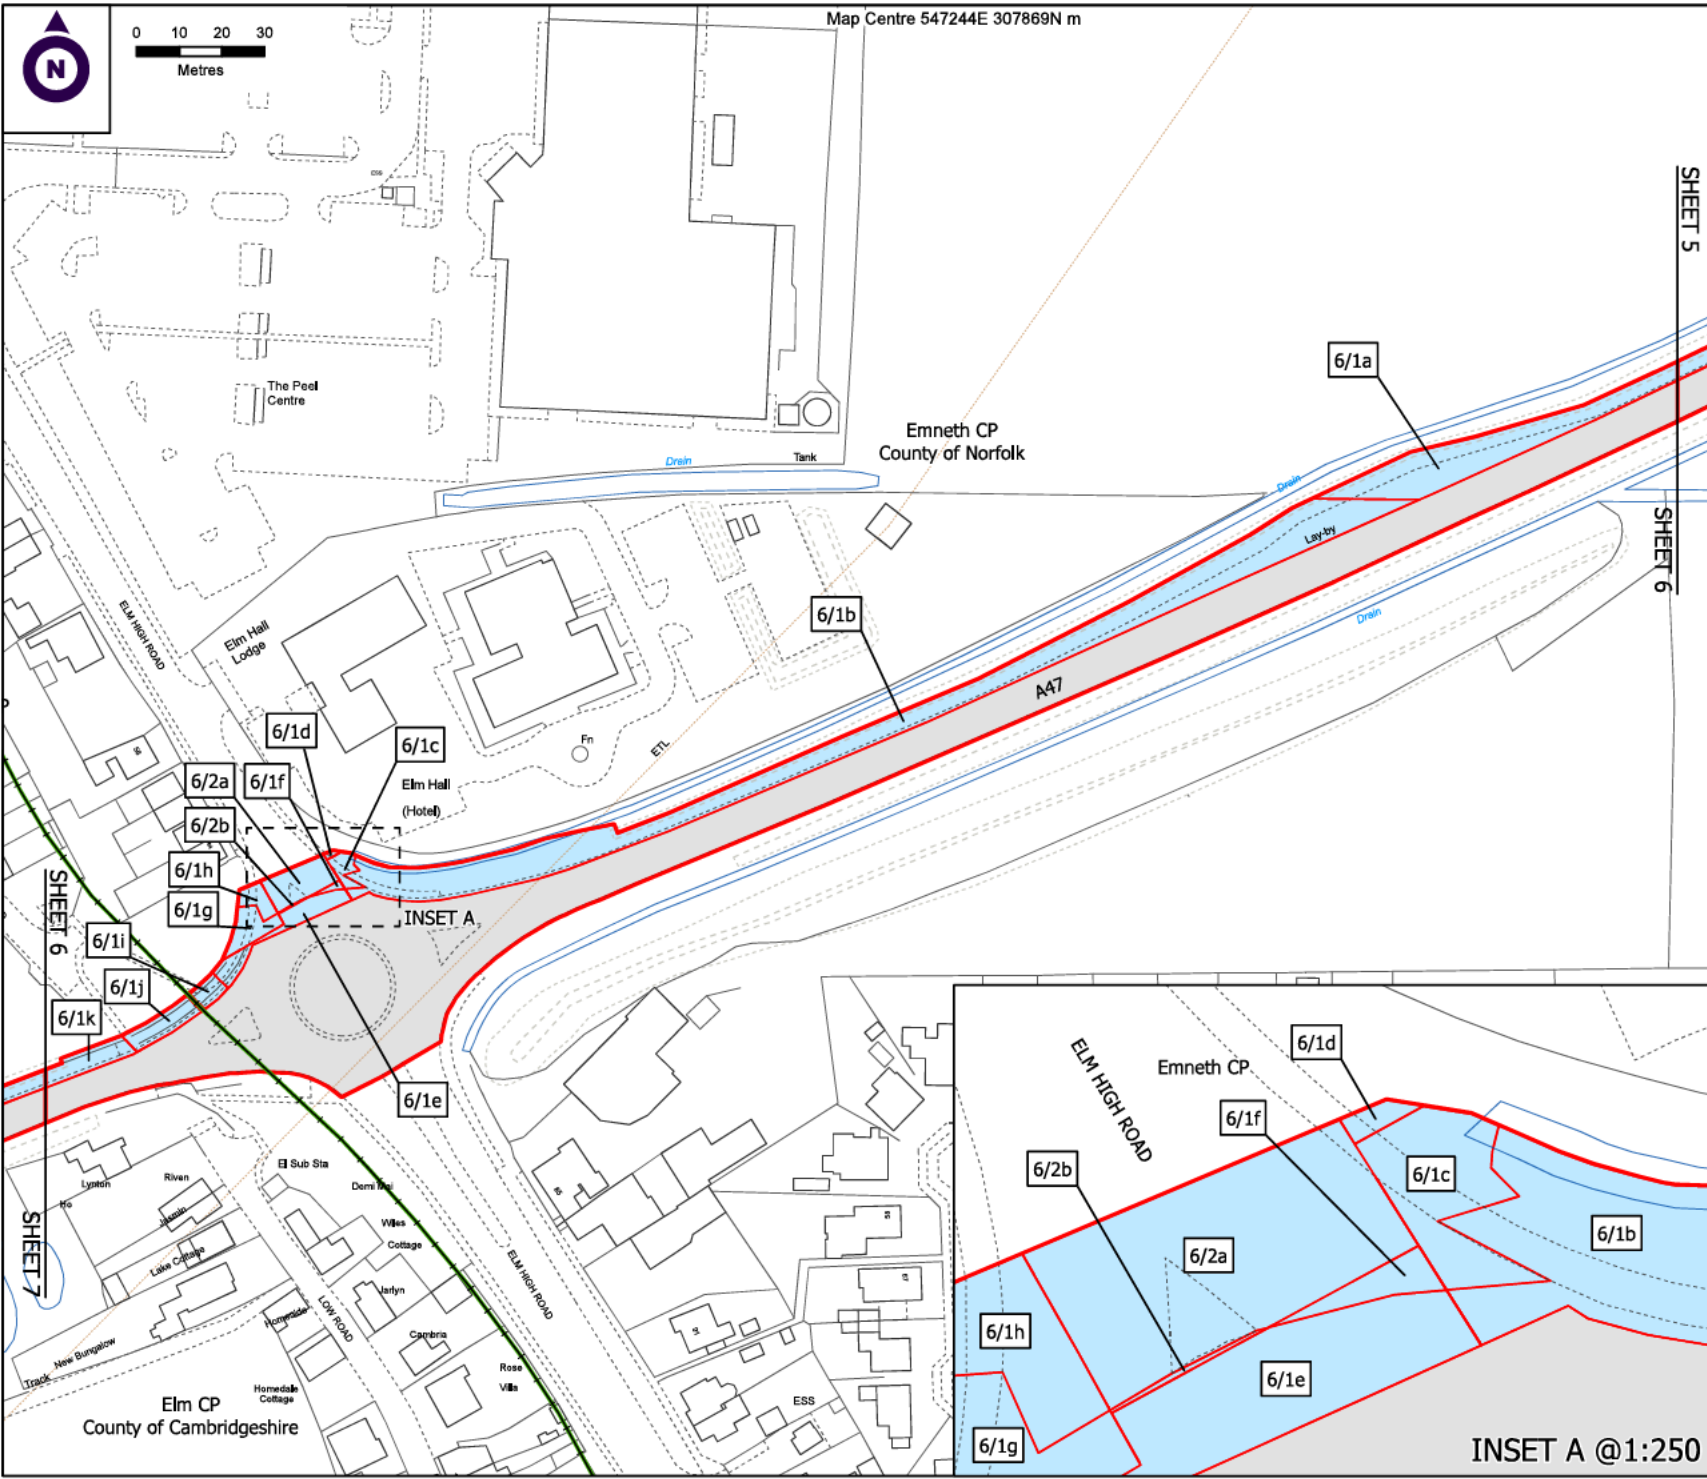 N
0 10 20 30
Metres
Map Centre 547244E 307869N m
SHEET 5
SHEET 6
The Peel
Centre
Drain
Tank
Emneth CP
County of Norfolk
6/1a
Drain
Lay-by
Drain
ELM HIGH ROAD
Elm Hall
Lodge
6/1b
A47
Fn
ETL
6/1d
6/1c
6/2a
6/1f
Elm Hall
(Hotel)
6/2b
6/1h
6/1g
INSET A
6/1i
6/1j
6/1k
6/1e
SHEET 6
SHEET 7
El Sub Sta
Lynton
Riven
Jasmin
Lake Cottage
Wiles
Cottage
Jarlyn
Homeside
LOW ROAD
Cambria
ELM HIGH ROAD
New Bungalow
Track
Rose
Villa
Homedale
Cottage
ESS
Elm CP
County of Cambridgeshire
ELM HIGH ROAD
Emneth CP
6/1d
6/1f
6/2b
6/1c
6/1b
6/2a
6/1h
6/1e
6/1g
INSET A @1:250